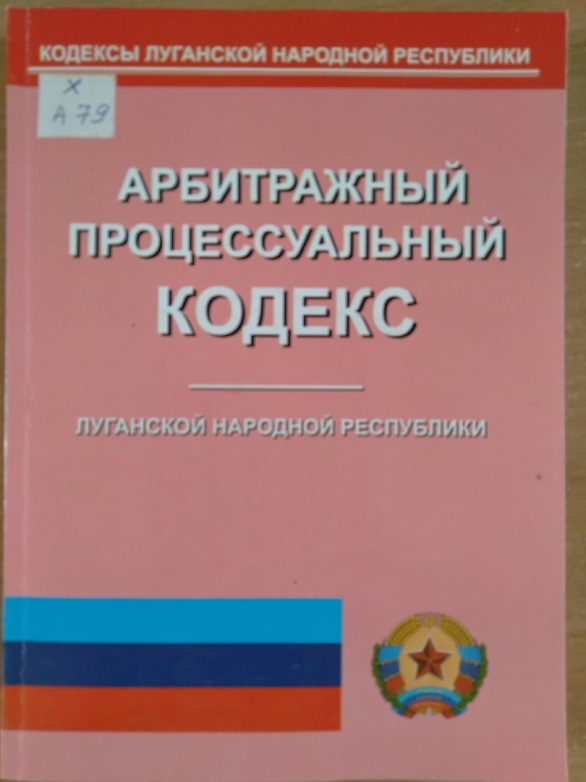 КОДЕКСЫ ЛУГАНСКОЙ НАРОДНОЙ РЕСПУБЛИКИ
Х
А 79
АРБИТРАЖНЫЙ
ПРОЦЕССУАЛЬНЫЙ
КОДЕКС
ЛУГАНСКОЙ НАРОДНОЙ РЕСПУБЛИКИ